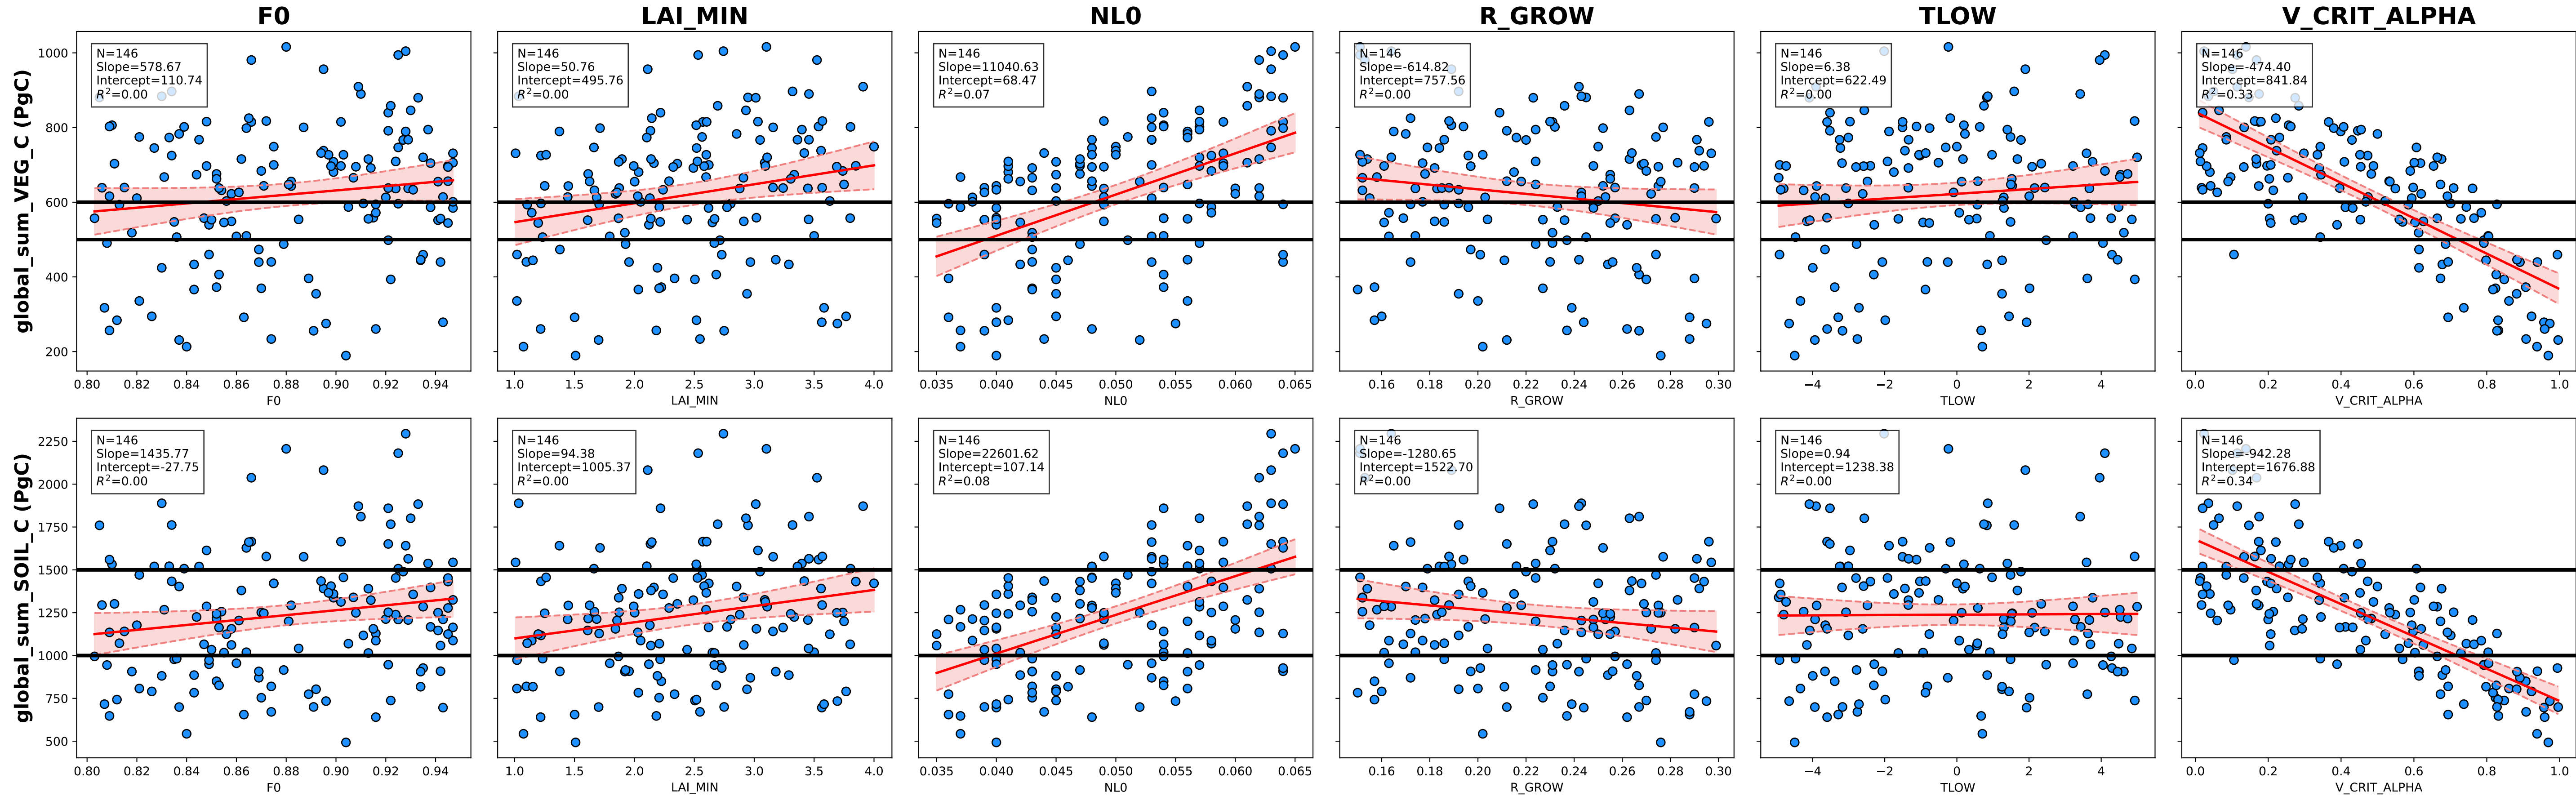 F0 LAI_MIN NL0 R_GROW TLOW V_CRIT_ALPHA
global_sum_VEG_C (PgC)
1000
800
600
400
200
N=146
Slope=578.67
Intercept=110.74
R²=0.00
0.80 0.82 0.84 0.86 0.88 0.90 0.92 0.94
F0
N=146
Slope=50.76
Intercept=495.76
R²=0.00
1.0 1.5 2.0 2.5 3.0 3.5 4.0
LAI_MIN
N=146
Slope=11040.63
Intercept=68.47
R²=0.07
0.035 0.040 0.045 0.050 0.055 0.060 0.065
NL0
N=146
Slope=-614.82
Intercept=757.56
R²=0.00
0.16 0.18 0.20 0.22 0.24 0.26 0.28 0.30
R_GROW
N=146
Slope=6.38
Intercept=622.49
R²=0.00
−4 −2 0 2 4
TLOW
N=146
Slope=-474.40
Intercept=841.84
R²=0.33
0.0 0.2 0.4 0.6 0.8 1.0
V_CRIT_ALPHA
global_sum_SOIL_C (PgC)
2250
2000
1750
1500
1250
1000
750
500
N=146
Slope=1435.77
Intercept=-27.75
R²=0.00
0.80 0.82 0.84 0.86 0.88 0.90 0.92 0.94
F0
N=146
Slope=94.38
Intercept=1005.37
R²=0.00
1.0 1.5 2.0 2.5 3.0 3.5 4.0
LAI_MIN
N=146
Slope=22601.62
Intercept=107.14
R²=0.08
0.035 0.040 0.045 0.050 0.055 0.060 0.065
NL0
N=146
Slope=-1280.65
Intercept=1522.70
R²=0.00
0.16 0.18 0.20 0.22 0.24 0.26 0.28 0.30
R_GROW
N=146
Slope=0.94
Intercept=1238.38
R²=0.00
−4 −2 0 2 4
TLOW
N=146
Slope=-942.28
Intercept=1676.88
R²=0.34
0.0 0.2 0.4 0.6 0.8 1.0
V_CRIT_ALPHA